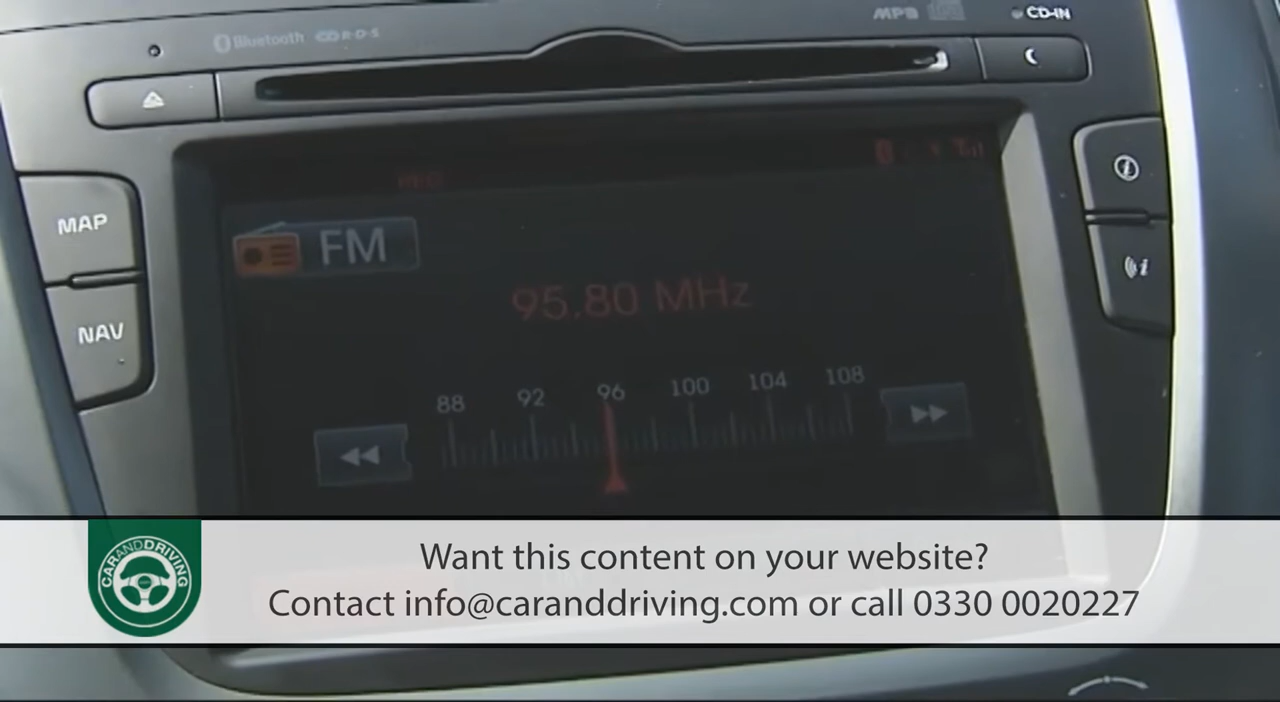 MP3 CD-IN
Bluetooth R·D·S
MAP
NAV
FM
95.80 MHz
88 92 96 100 104 108
CARANDDRIVING
Want this content on your website?
Contact info@caranddriving.com or call 0330 0020227